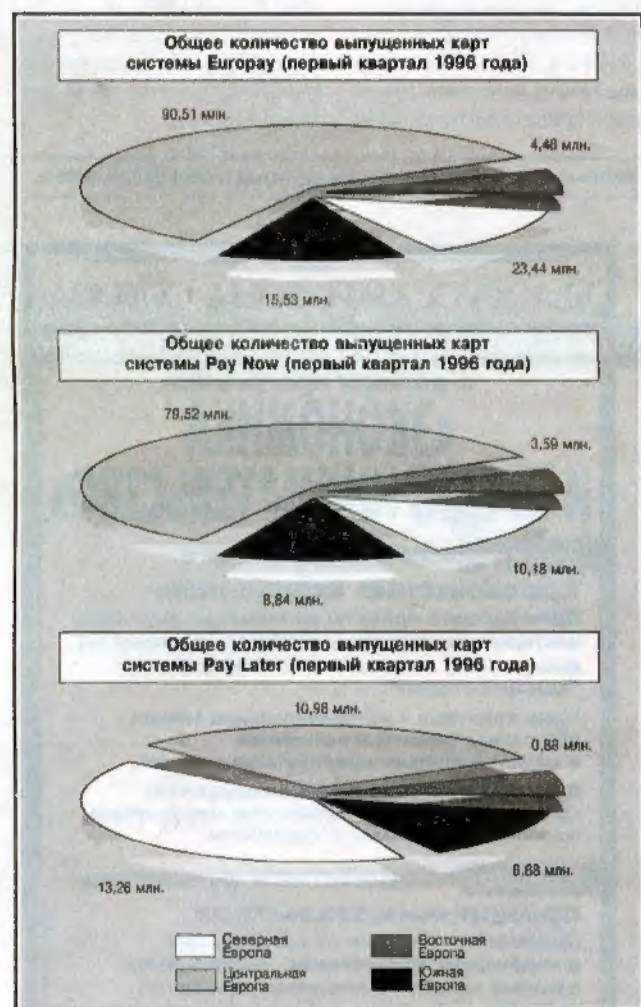 Общее количество выпущенных карт
системы Europay (первый квартал 1996 года)
90,51 млн.
4,48 млн.
23,44 млн.
15,53 млн.
Общее количество выпущенных карт
системы Pay Now (первый квартал 1996 года)
79,52 млн.
3,59 млн.
10,18 млн.
8,84 млн.
Общее количество выпущенных карт
системы Pay Later (первый квартал 1996 года)
10,98 млн.
0,88 млн.
6,68 млн.
13,26 млн.
Северная
Европа
Восточная
Европа
Центральная
Европа
Южная
Европа